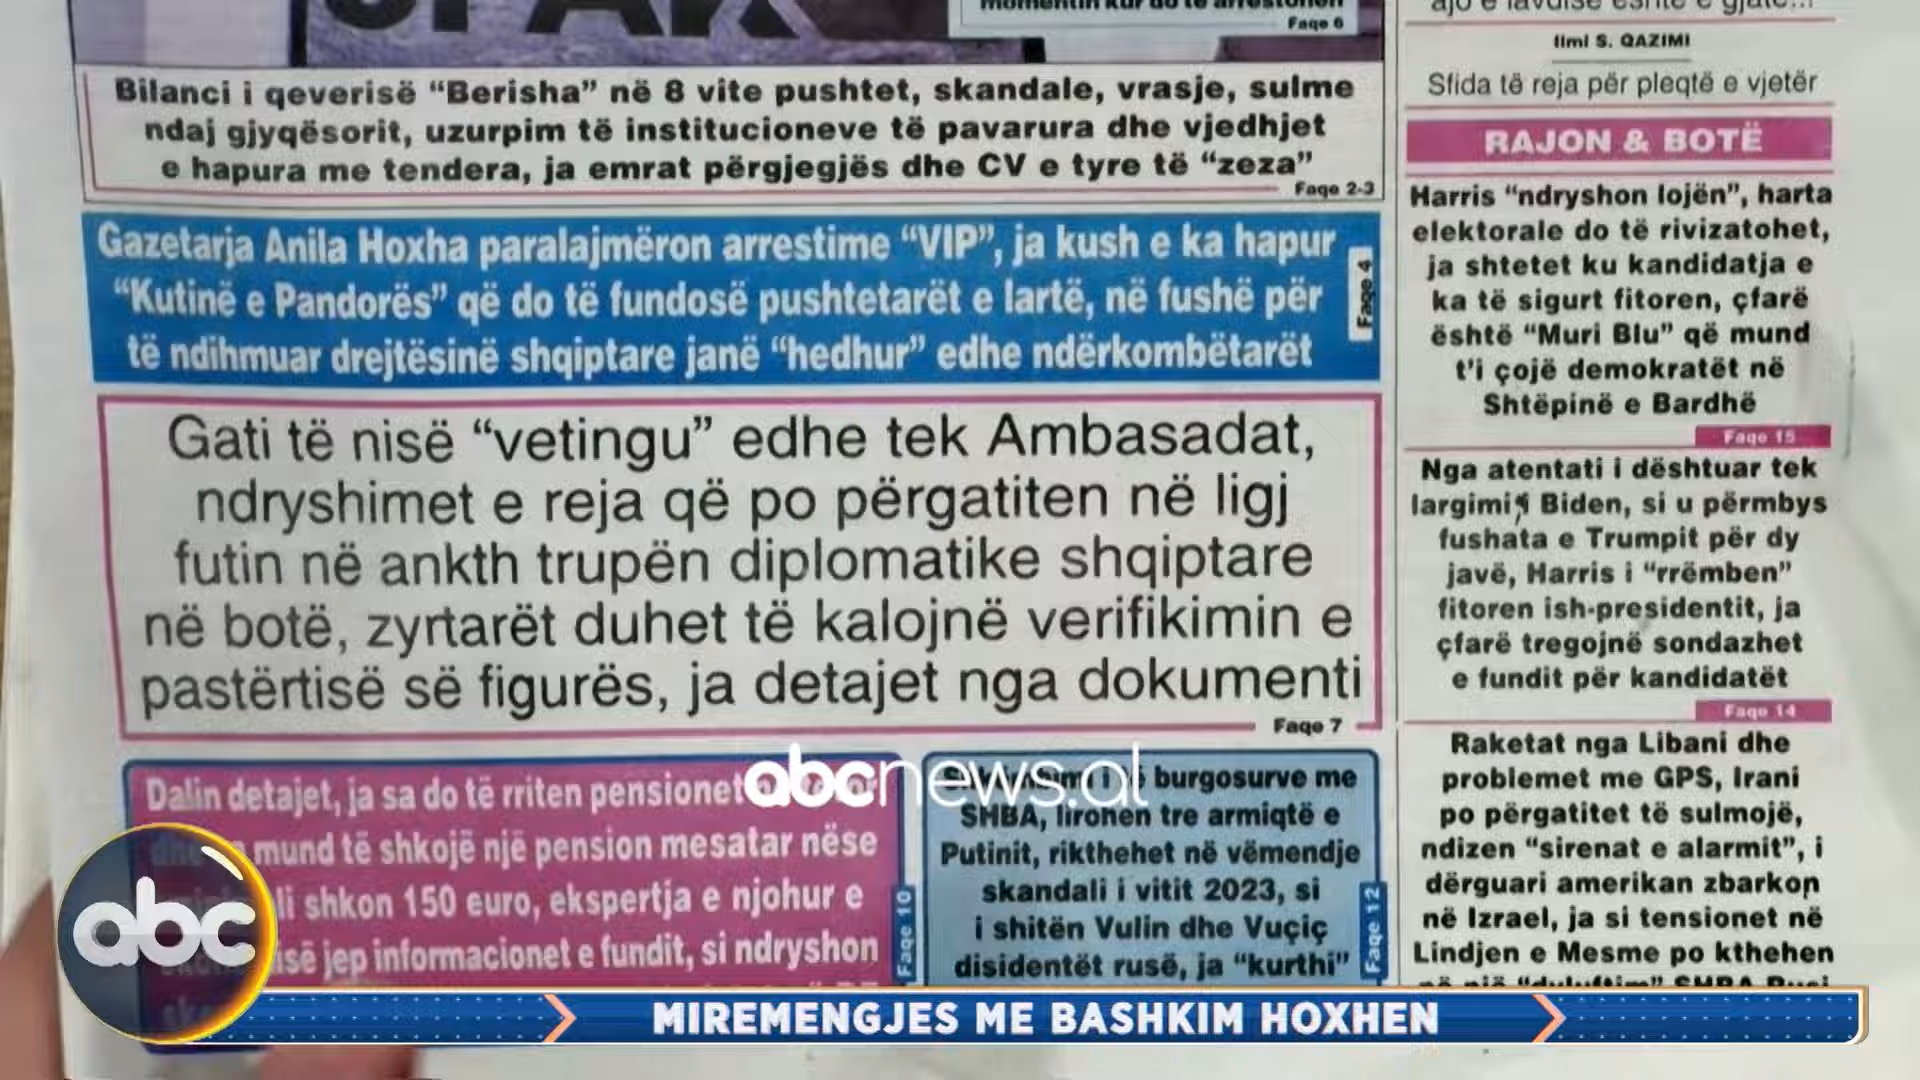 SPAK
momentin kur do të arrestohen
Faqe 6
Bilanci i qeverisë “Berisha” në 8 vite pushtet, skandale, vrasje, sulme
ndaj gjyqësorit, uzurpim të institucioneve të pavarura dhe vjedhjet
e hapura me tendera, ja emrat përgjegjës dhe CV e tyre të “zeza”
Faqe 2-3
Gazetarja Anila Hoxha paralajmëron arrestime “VIP”, ja kush e ka hapur
“Kutinë e Pandorës” që do të fundosë pushtetarët e lartë, në fushë për
të ndihmuar drejtësinë shqiptare janë “hedhur” edhe ndërkombëtarët
Faqe 4
Gati të nisë “vetingu” edhe tek Ambasadat,
ndryshimet e reja që po përgatiten në ligj
futin në ankth trupën diplomatike shqiptare
në botë, zyrtarët duhet të kalojnë verifikimin e
pastërtisë së figurës, ja detajet nga dokumenti
Faqe 7
Dalin detajet, ja sa do të rriten pensionet
mund të shkojë një pension mesatar nëse
shkon 150 euro, ekspertja e njohur e
jep informacionet e fundit, si ndryshon
Faqe 10
burgosurve me
SHBA, lirohen tre armiqtë e
Putinit, rikthehet në vëmendje
skandali i vitit 2023, si
i shitën Vulin dhe Vuçiç
disidentët rusë, ja “kurthi”
Faqe 12
ajo e lavdisë është e gjatë...
Ilmi S. QAZIMI
Sfida të reja për pleqtë e vjetër
RAJON & BOTË
Harris “ndryshon lojën”, harta
elektorale do të rivizatohet,
ja shtetet ku kandidatja e
ka të sigurt fitoren, çfarë
është “Muri Blu” që mund
t’i çojë demokratët në
Shtëpinë e Bardhë
Faqe 15
Nga atentati i dështuar tek
largimi Biden, si u përmbys
fushata e Trumpit për dy
javë, Harris i “rrëmben”
fitoren ish-presidentit, ja
çfarë tregojnë sondazhet
e fundit për kandidatët
Faqe 14
Raketat nga Libani dhe
problemet me GPS, Irani
po përgatitet të sulmojë,
ndizen “sirenat e alarmit”, i
dërguari amerikan zbarkon
në Izrael, ja si tensionet në
Lindjen e Mesme po kthehen
abcnews.al
abc
MIREMENGJES ME BASHKIM HOXHEN